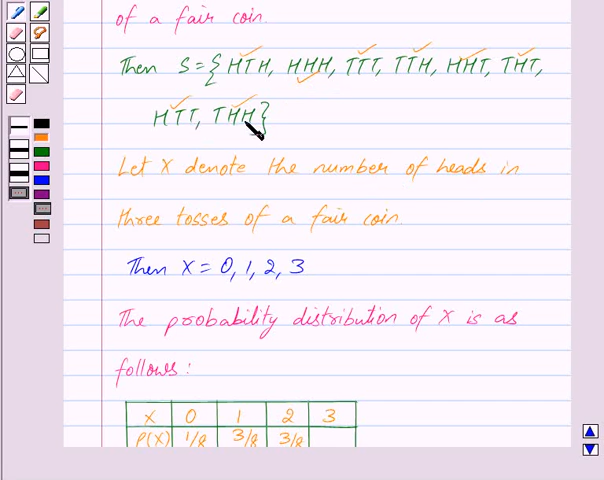 of a fair coin.
Then S={HTH, HHH, TTT, TTH, HHT, THT,
HTT, THH}
Let X denote the number of heads in
three tosses of a fair coin
Then X = 0, 1, 2, 3
The probability distribution of X is as
follows:
X 0 1 2 3
P(X) 1/8 3/8 3/8